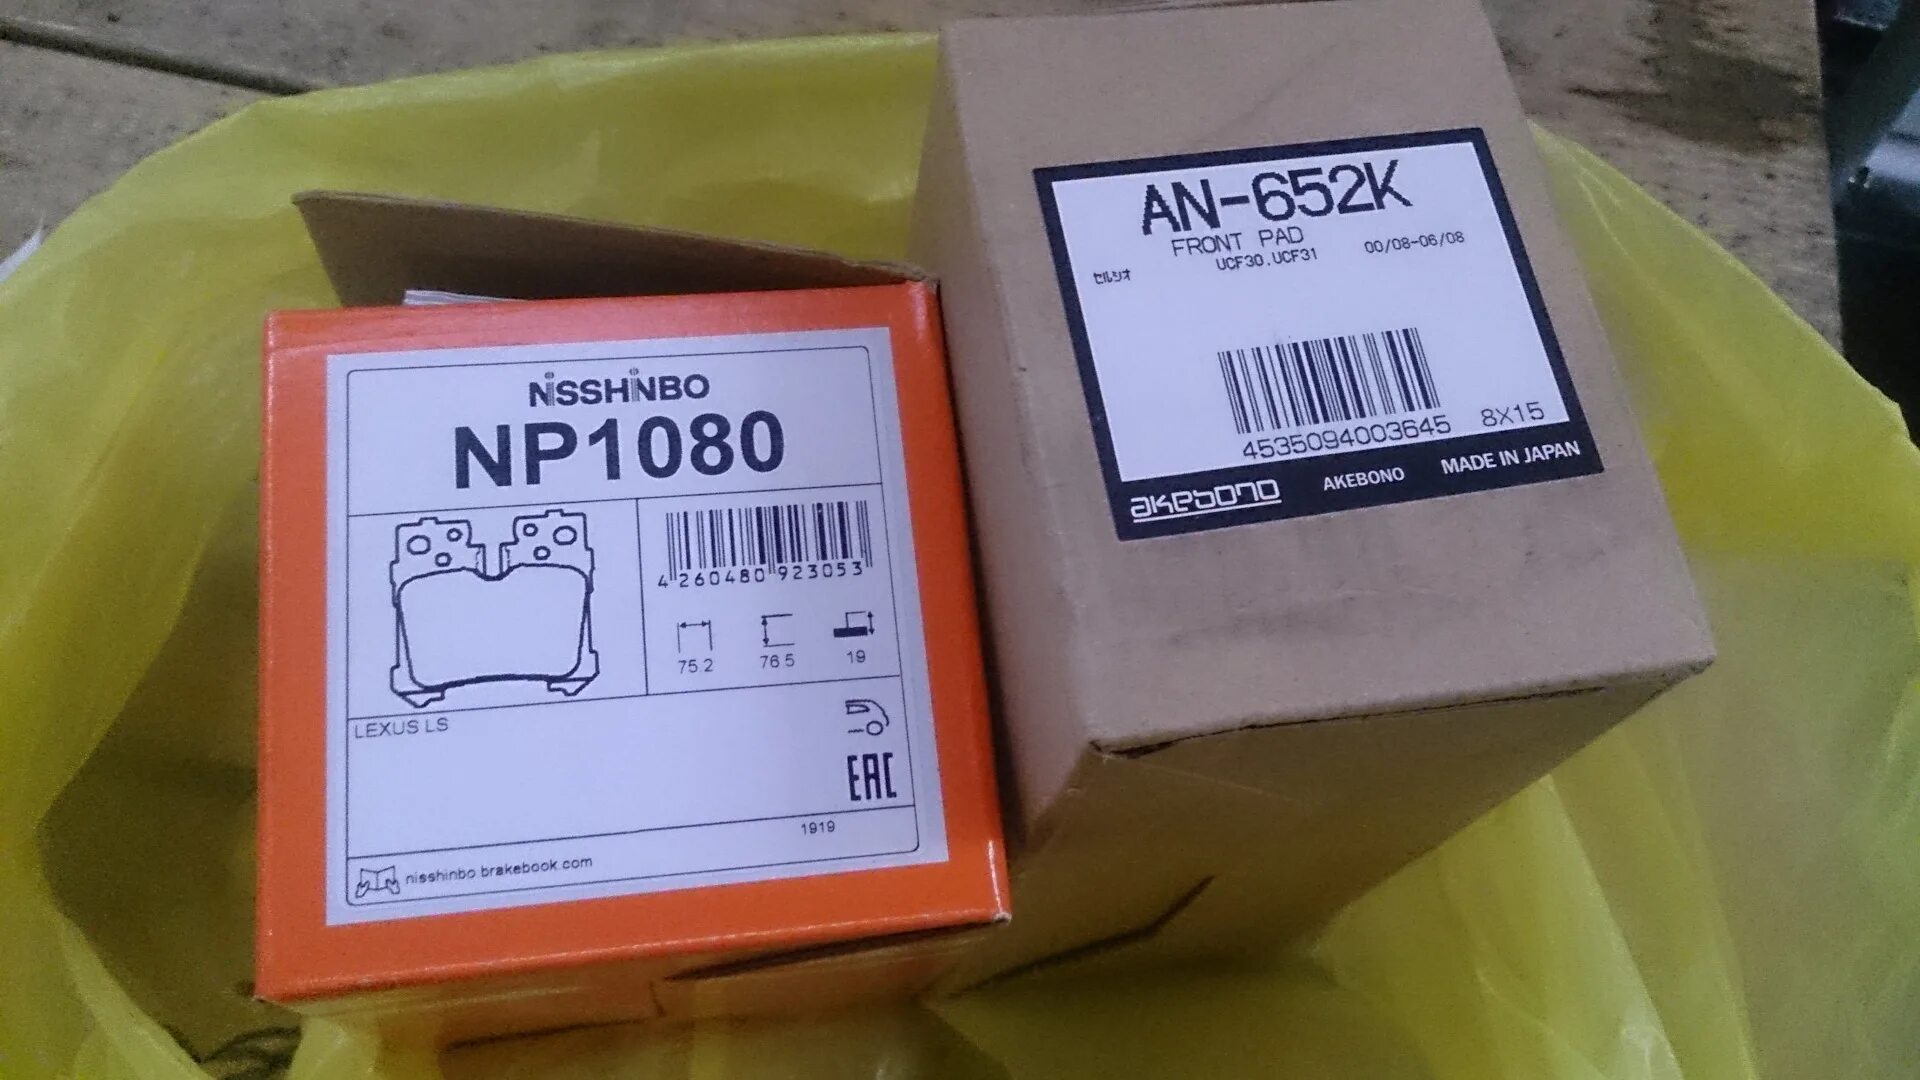 NISSHINBO
NP1080
4 260480 923053
75.2 76.5 19
LEXUS LS
EAC
1919
nisshinbo.brakebook.com
AN-652K
FRONT PAD 00/08-06/08
UCF30.UCF31
セルシオ
4535094003645 8X15
akebono AKEBONO MADE IN JAPAN